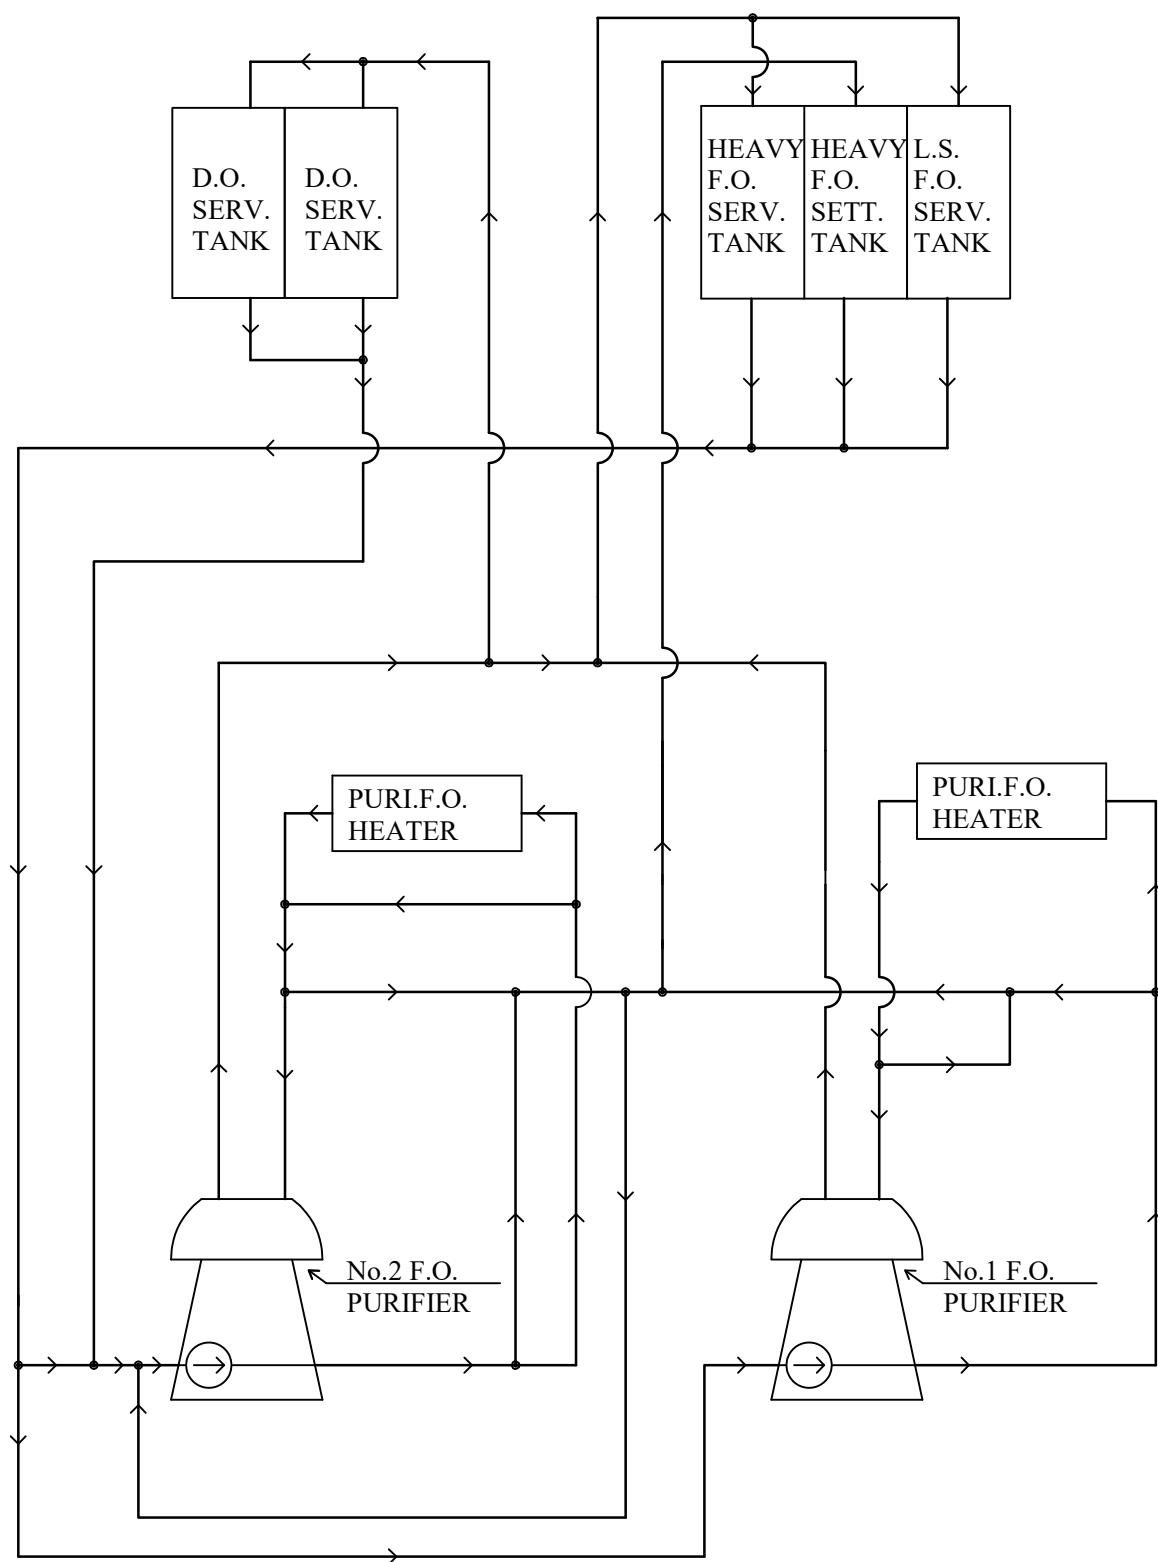 D.O.
SERV.
TANK
D.O.
SERV.
TANK
HEAVY
F.O.
SERV.
TANK
HEAVY
F.O.
SETT.
TANK
L.S.
F.O.
SERV.
TANK
PURI.F.O.
HEATER
PURI.F.O.
HEATER
No.2 F.O.
PURIFIER
No.1 F.O.
PURIFIER